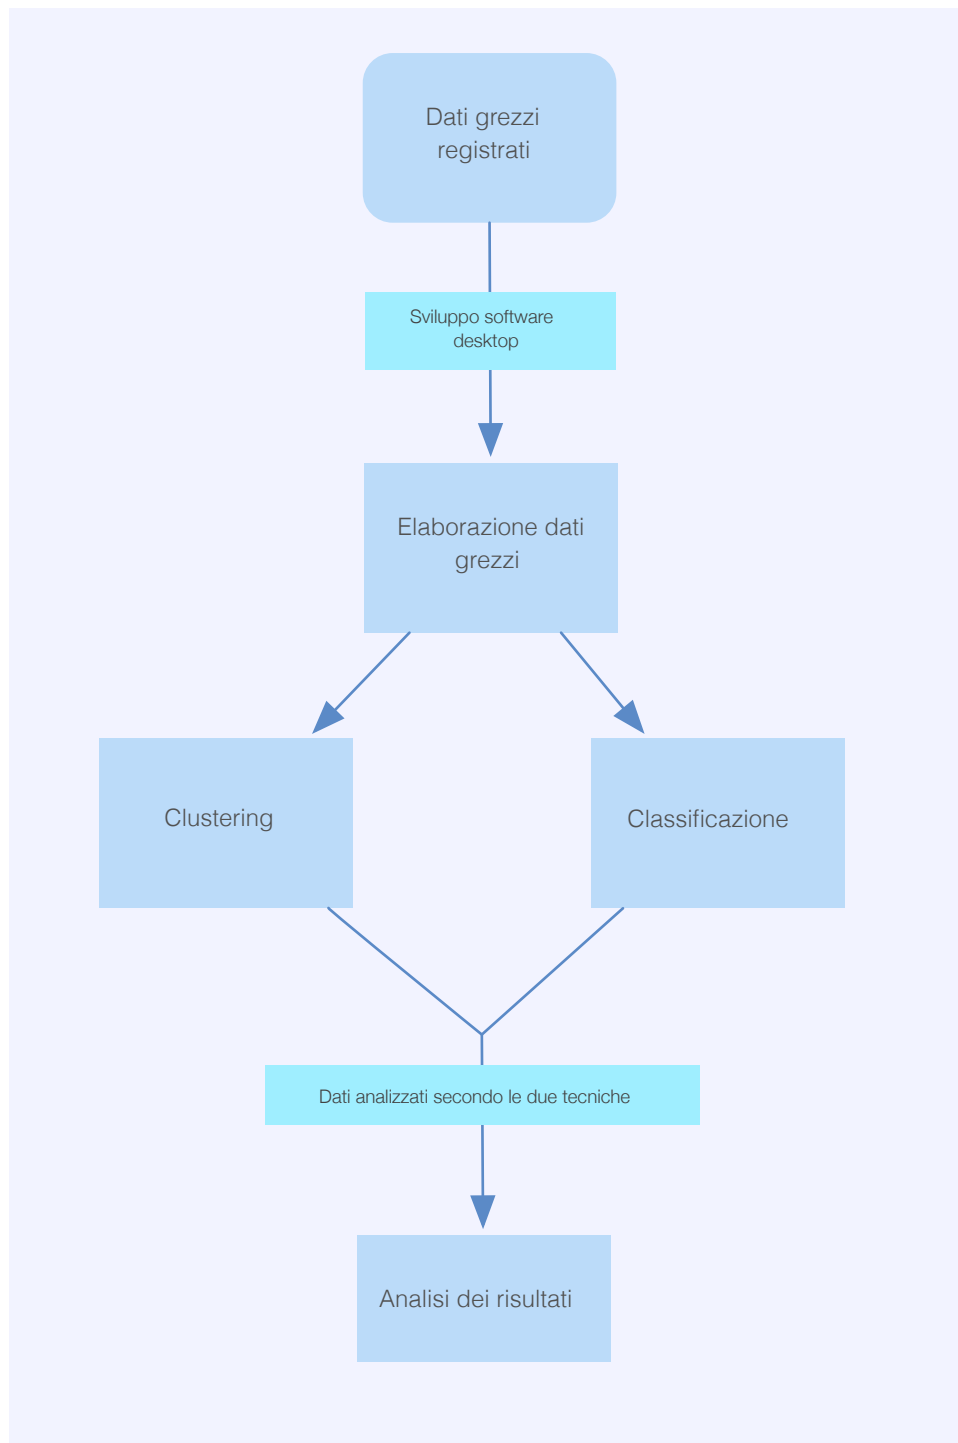 Dati grezzi
registrati
Sviluppo software
desktop
Elaborazione dati
grezzi
Clustering
Classificazione
Dati analizzati secondo le due tecniche
Analisi dei risultati